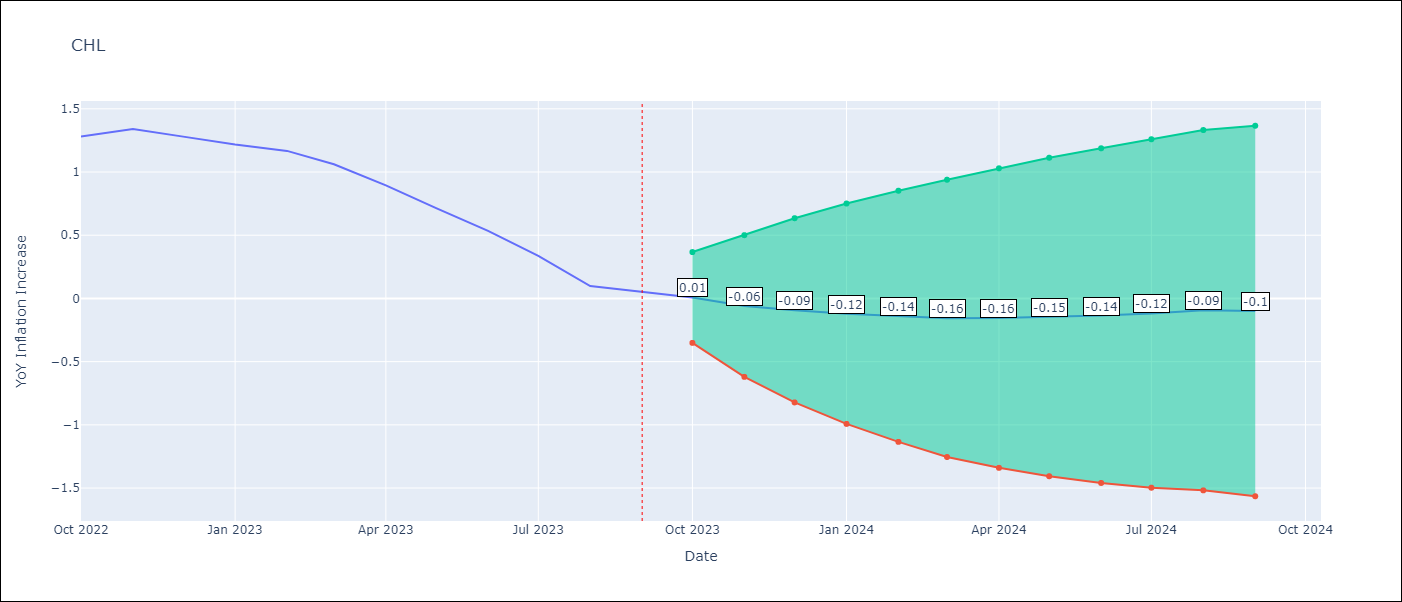 CHL
YoY Inflation Increase
1.5
1
0.5
0
−0.5
−1
−1.5
0.01
-0.06
-0.09
-0.12
-0.14
-0.16
-0.16
-0.15
-0.14
-0.12
-0.09
-0.1
Oct 2022
Jan 2023
Apr 2023
Jul 2023
Oct 2023
Jan 2024
Apr 2024
Jul 2024
Oct 2024
Date